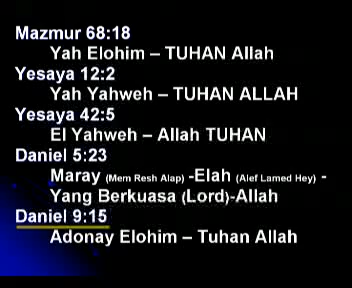 Mazmur 68:18
Yah Elohim – TUHAN Allah
Yesaya 12:2
Yah Yahweh – TUHAN ALLAH
Yesaya 42:5
El Yahweh – Allah TUHAN
Daniel 5:23
Maray (Mem Resh Alap) -Elah (Alef Lamed Hey) -
Yang Berkuasa (Lord)-Allah
Daniel 9:15
Adonay Elohim – Tuhan Allah